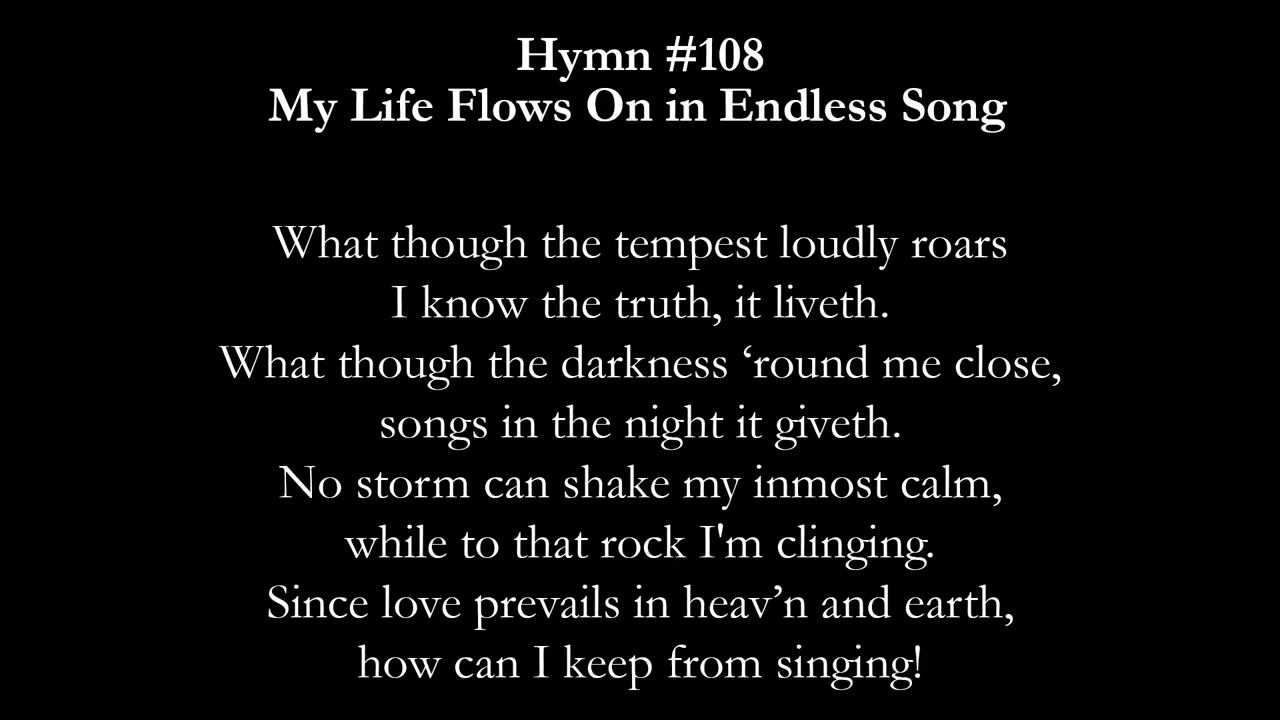 Hymn #108
My Life Flows On in Endless Song
What though the tempest loudly roars
I know the truth, it liveth.
What though the darkness ‘round me close,
songs in the night it giveth.
No storm can shake my inmost calm,
while to that rock I'm clinging.
Since love prevails in heav’n and earth,
how can I keep from singing!